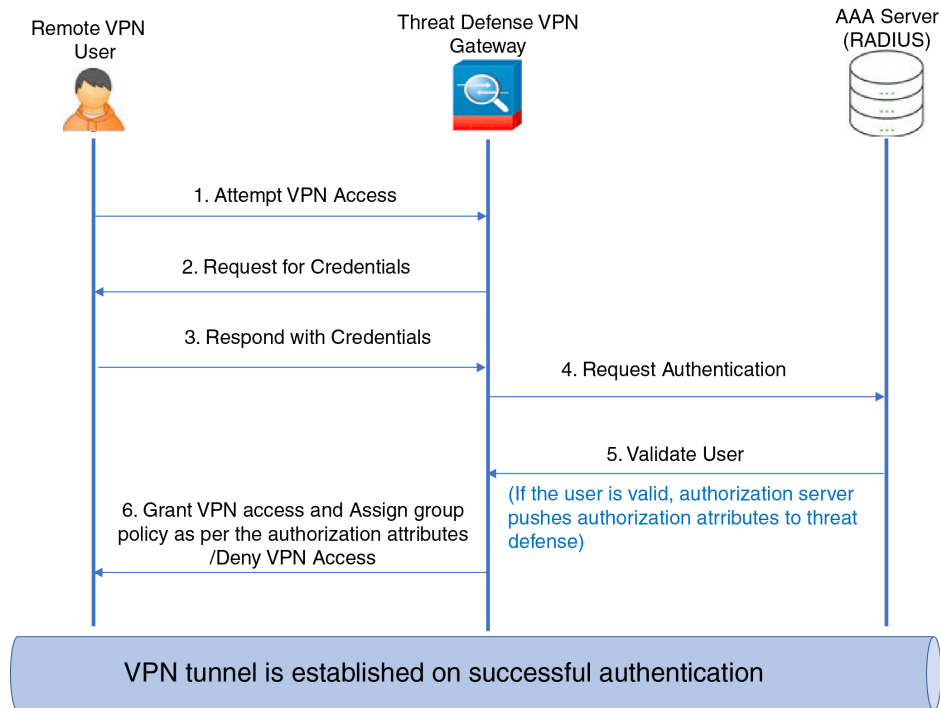 Remote VPN
User
Threat Defense VPN
Gateway
AAA Server
(RADIUS)
1. Attempt VPN Access
2. Request for Credentials
3. Respond with Credentials
4. Request Authentication
5. Validate User
(If the user is valid, authorization server
pushes authorization atrributes to threat
defense)
6. Grant VPN access and Assign group
policy as per the authorization attributes
/Deny VPN Access
VPN tunnel is established on successful authentication